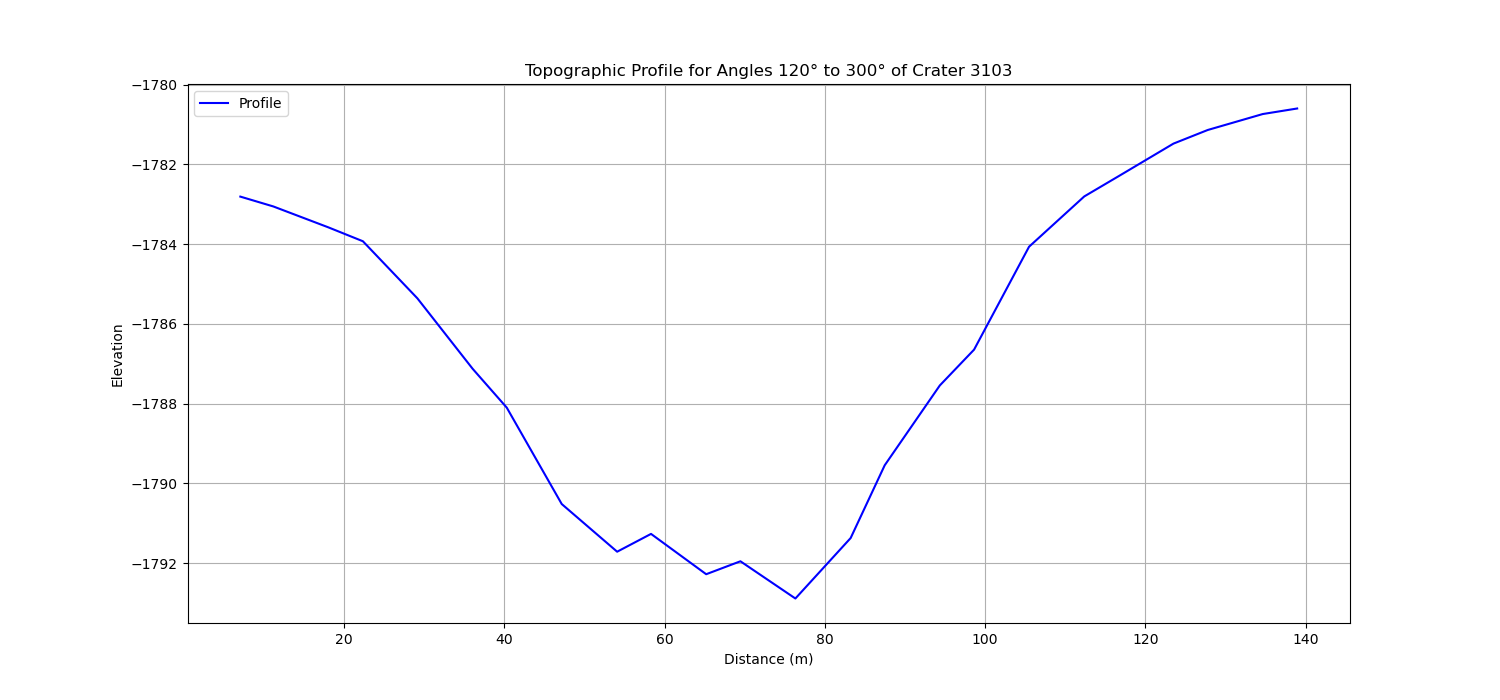 Topographic Profile for Angles 120° to 300° of Crater 3103
Profile
−1780
−1782
−1784
−1786
−1788
−1790
−1792
Elevation
20 40 60 80 100 120 140
Distance (m)